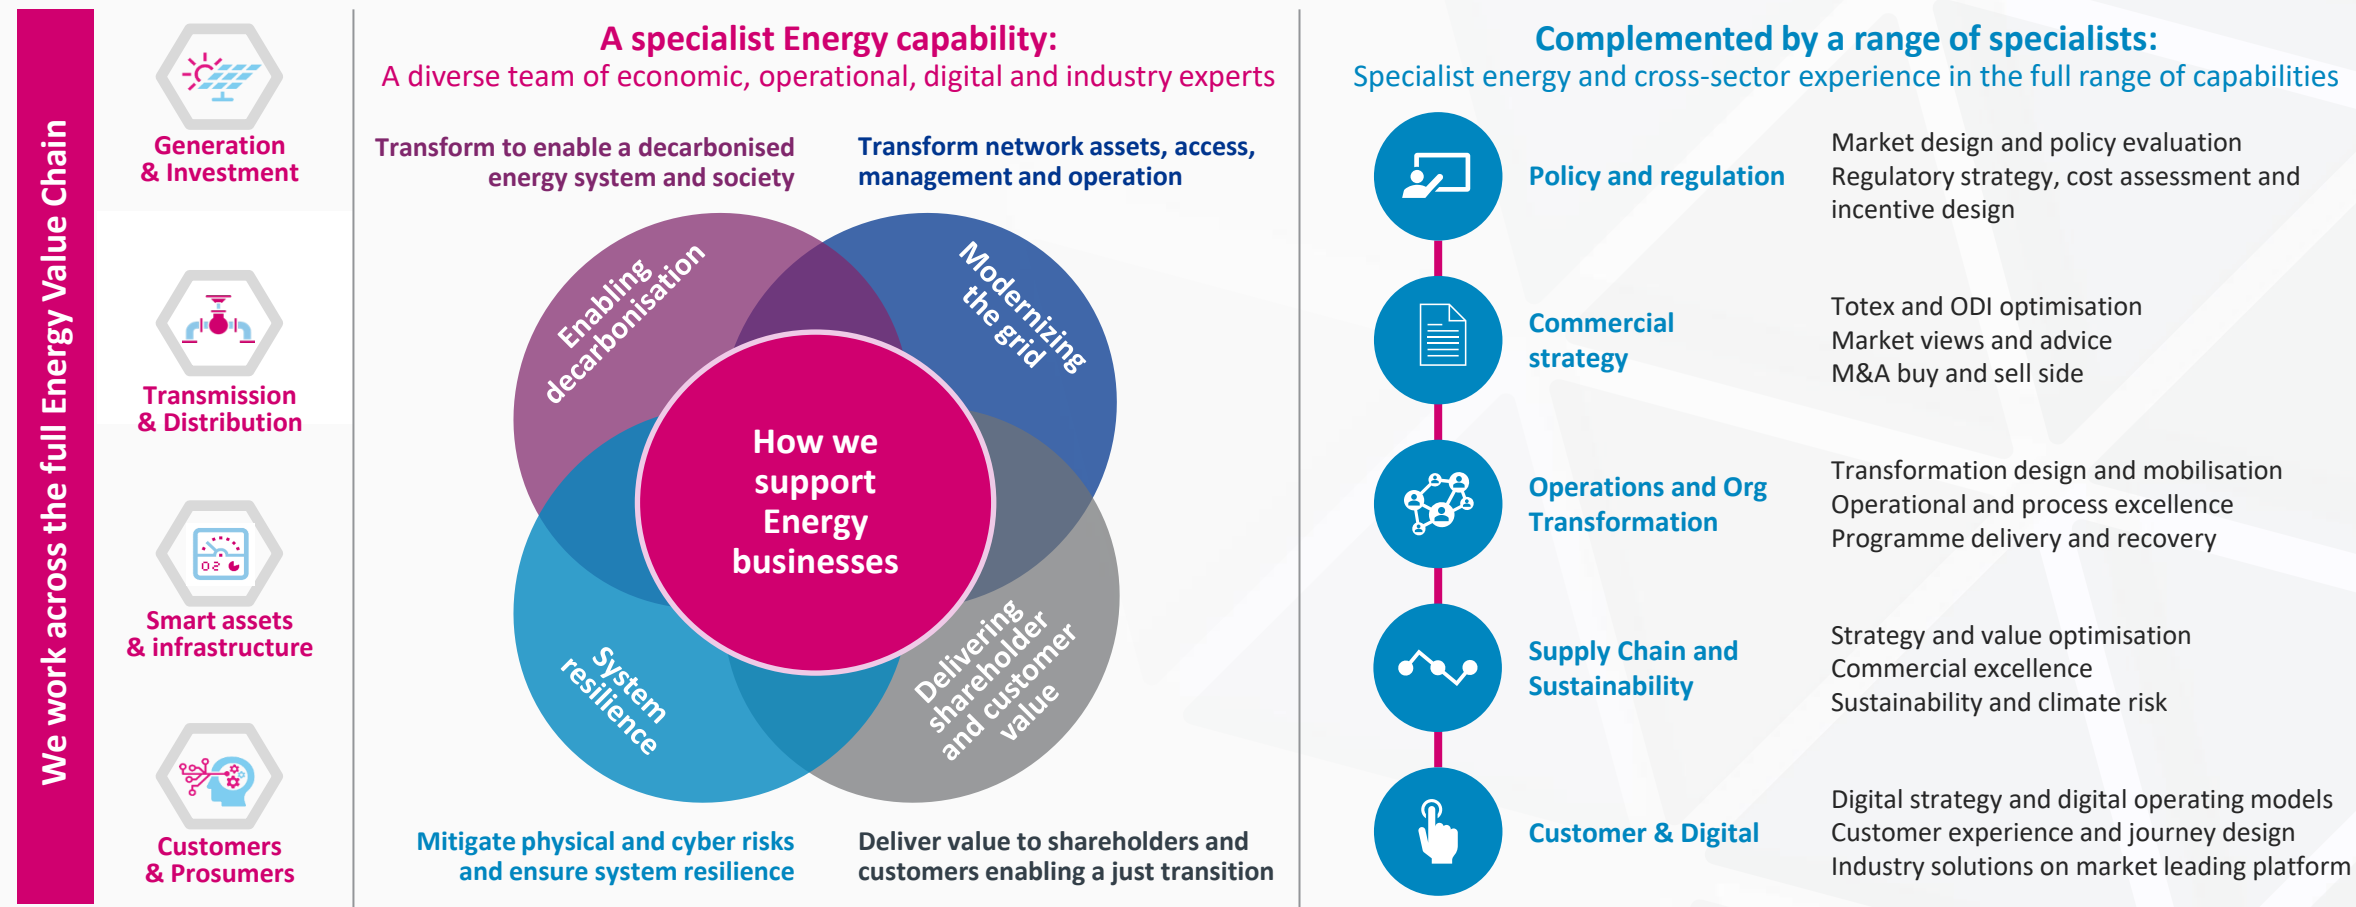 We work across the full Energy Value Chain
Generation
& Investment
Transmission
& Distribution
Smart assets
& infrastructure
Customers
& Prosumers
A specialist Energy capability:
A diverse team of economic, operational, digital and industry experts
Transform to enable a decarbonised
energy system and society
Transform network assets, access,
management and operation
Enabling
decarbonisation
Modernizing
the grid
How we
support
Energy
businesses
System
resilience
Delivering
shareholder
and customer
value
Mitigate physical and cyber risks
and ensure system resilience
Deliver value to shareholders and
customers enabling a just transition
Complemented by a range of specialists:
Specialist energy and cross-sector experience in the full range of capabilities
Policy and regulation
Market design and policy evaluation
Regulatory strategy, cost assessment and
incentive design
Commercial
strategy
Totex and ODI optimisation
Market views and advice
M&A buy and sell side
Operations and Org
Transformation
Transformation design and mobilisation
Operational and process excellence
Programme delivery and recovery
Supply Chain and
Sustainability
Strategy and value optimisation
Commercial excellence
Sustainability and climate risk
Customer & Digital
Digital strategy and digital operating models
Customer experience and journey design
Industry solutions on market leading platform